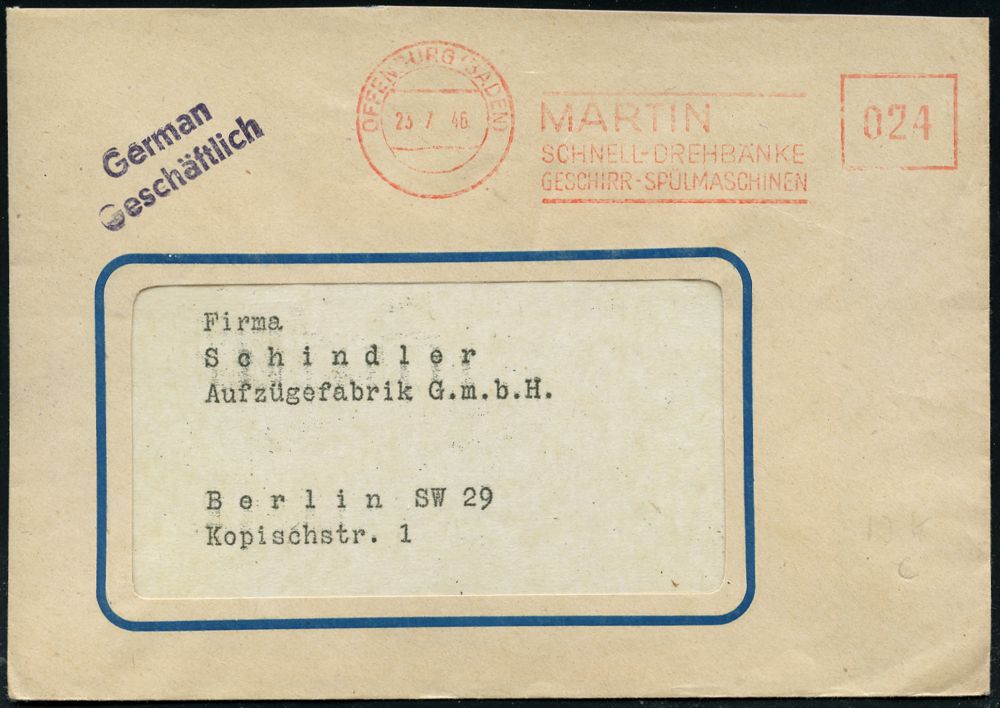 German
Geschäftlich
OFFENBURG (BADEN)
23 7 46
MARTIN
SCHNELL-DREHBÄNKE
GESCHIRR-SPÜLMASCHINEN
024
Firma
Schindler
Aufzügefabrik G.m.b.H.
Berlin SW 29
Kopischstr. 1